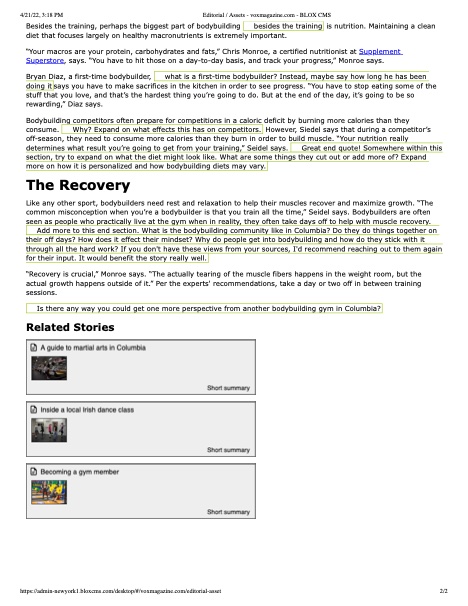 4/21/22, 3:18 PM
Editorial / Assets - voxmagazine.com - BLOX CMS
Besides the training, perhaps the biggest part of bodybuilding besides the training is nutrition. Maintaining a clean
diet that focuses largely on healthy macronutrients is extremely important.
“Your macros are your protein, carbohydrates and fats,” Chris Monroe, a certified nutritionist at Supplement
Superstore, says. “You have to hit those on a day-to-day basis, and track your progress,” Monroe says.
Bryan Diaz, a first-time bodybuilder, what is a first-time bodybuilder? Instead, maybe say how long he has been
doing itsays you have to make sacrifices in the kitchen in order to see progress. “You have to stop eating some of the
stuff that you love, and that’s the hardest thing you’re going to do. But at the end of the day, it’s going to be so
rewarding,” Diaz says.
Bodybuilding competitors often prepare for competitions in a caloric deficit by burning more calories than they
consume. Why? Expand on what effects this has on competitors. However, Seidel says that during a competitor’s
off-season, they need to consume more calories than they burn in order to build muscle. “Your nutrition really
determines what result you’re going to get from your training,” Seidel says. Great end quote! Somewhere within this
section, try to expand on what the diet might look like. What are some things they cut out or add more of? Expand
more on how it is personalized and how bodybuilding diets may vary.
The Recovery
Like any other sport, bodybuilders need rest and relaxation to help their muscles recover and maximize growth. “The
common misconception when you’re a bodybuilder is that you train all the time,” Seidel says. Bodybuilders are often
seen as people who practically live at the gym when in reality, they often take days off to help with muscle recovery.
Add more to this end section. What is the bodybuilding community like in Columbia? Do they do things together on
their off days? How does it effect their mindset? Why do people get into bodybuilding and how do they stick with it
through all the hard work? If you don't have these views from your sources, I'd recommend reaching out to them again
for their input. It would benefit the story really well.
“Recovery is crucial,” Monroe says. “The actually tearing of the muscle fibers happens in the weight room, but the
actual growth happens outside of it.” Per the experts’ recommendations, take a day or two off in between training
sessions.
Is there any way you could get one more perspective from another bodybuilding gym in Columbia?
Related Stories
A guide to martial arts in Columbia
Short summary
Inside a local Irish dance class
Short summary
Becoming a gym member
Short summary
https://admin-newyork1.bloxcms.com/desktop/#/voxmagazine.com/editorial-asset
2/2